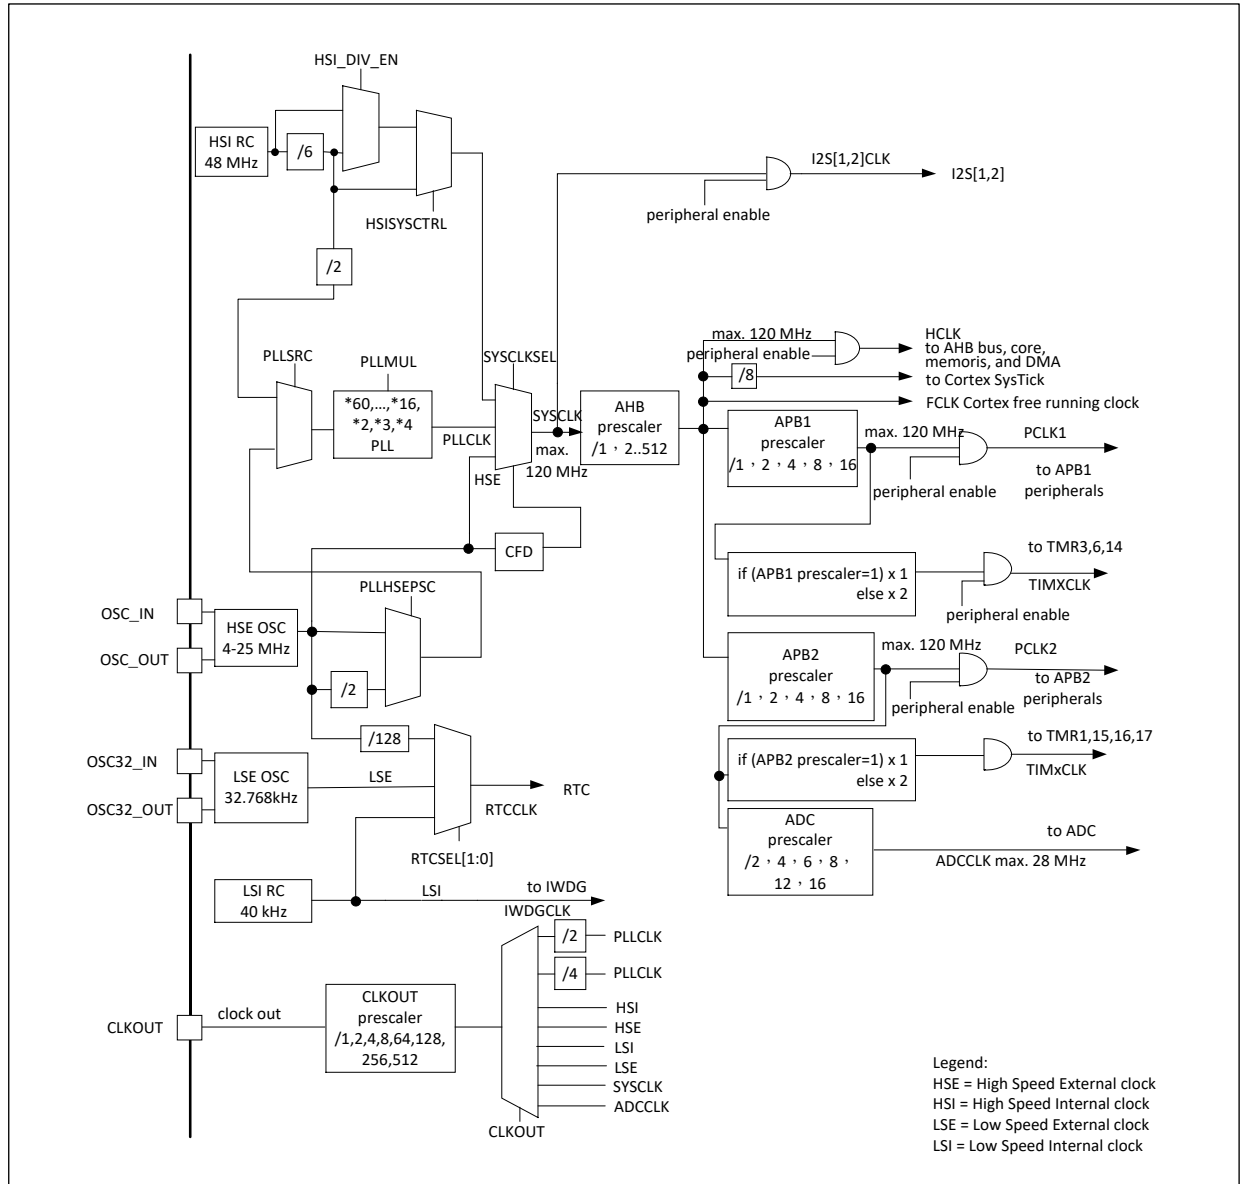 HSI_DIV_EN
HSI RC
48 MHz
/6
HSISYSCTRL
/2
I2S[1,2]CLK
I2S[1,2]
peripheral enable
PLLSRC
PLLMUL
*60,...,*16,
*2,*3,*4
PLL
PLLCLK
SYSCLKSEL
HSE
SYSCLK
max.
120 MHz
AHB
prescaler
/1，2..512
max. 120 MHz
peripheral enable
HCLK
to AHB bus, core,
memoris, and DMA
/8
to Cortex SysTick
FCLK Cortex free running clock
APB1
prescaler
/1，2，4，8，16
max. 120 MHz
peripheral enable
PCLK1
to APB1
peripherals
CFD
if (APB1 prescaler=1) x 1
else x 2
to TMR3,6,14
TIMXCLK
peripheral enable
PLLHSEPSC
OSC_IN
OSC_OUT
HSE OSC
4-25 MHz
/2
APB2
prescaler
/1，2，4，8，16
max. 120 MHz
peripheral enable
PCLK2
to APB2
peripherals
/128
OSC32_IN
OSC32_OUT
LSE OSC
32.768kHz
LSE
RTC
RTCCLK
RTCSEL[1:0]
if (APB2 prescaler=1) x 1
else x 2
to TMR1,15,16,17
TIMxCLK
ADC
prescaler
/2，4，6，8，
12，16
to ADC
ADCCLK max. 28 MHz
LSI RC
40 kHz
LSI
to IWDG
IWDGCLK
/2
PLLCLK
/4
PLLCLK
HSI
HSE
LSI
LSE
SYSCLK
ADCCLK
CLKOUT
clock out
CLKOUT
prescaler
/1,2,4,8,64,128,
256,512
CLKOUT
Legend:
HSE = High Speed External clock
HSI = High Speed Internal clock
LSE = Low Speed External clock
LSI = Low Speed Internal clock